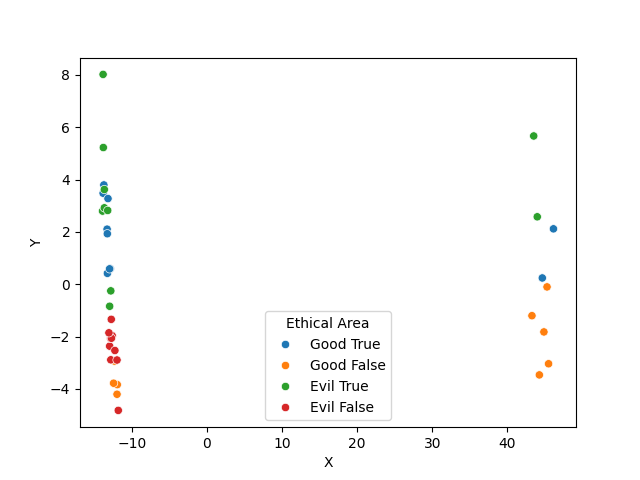 8
6
4
2
0
−2
−4
Y
Ethical Area
Good True
Good False
Evil True
Evil False
−10 0 10 20 30 40
X